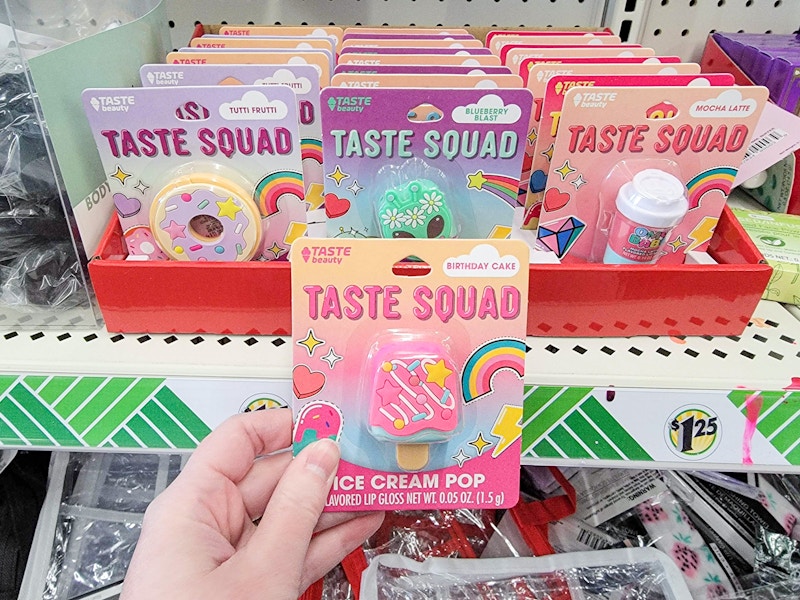 TASTE
beauty
TUTTI FRUTTI
TASTE SQUAD
TASTE
beauty
BLUEBERRY
BLAST
TASTE SQUAD
TASTE
beauty
MOCHA LATTE
TASTE SQUAD
BODY
TASTE
beauty
BIRTHDAY CAKE
TASTE SQUAD
ICE CREAM POP
FLAVORED LIP GLOSS NET WT. 0.05 OZ. (1.5 g)
$1.25
WARNING